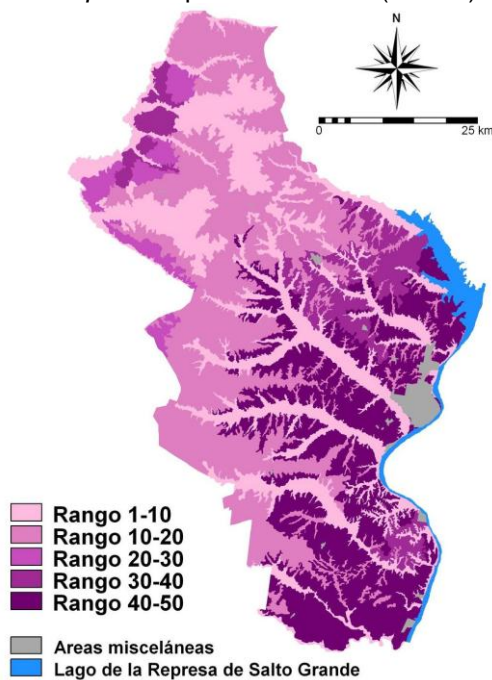 N
0 25 km
Rango 1-10
Rango 10-20
Rango 20-30
Rango 30-40
Rango 40-50
Areas misceláneas
Lago de la Represa de Salto Grande